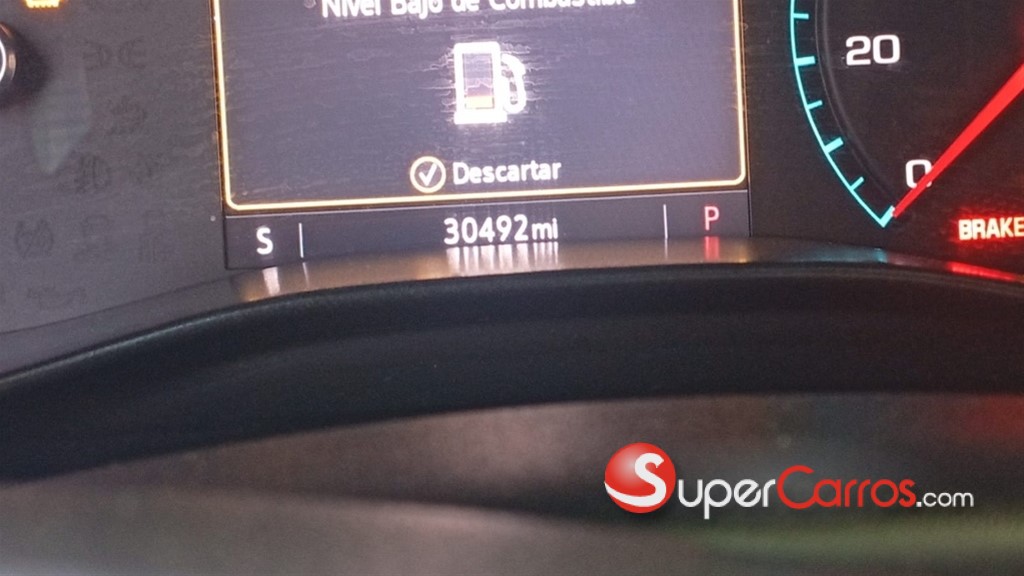 Nivel Bajo de Combustible
20
Descartar
0
S 30492mi P
BRAKE
SuperCarros.com